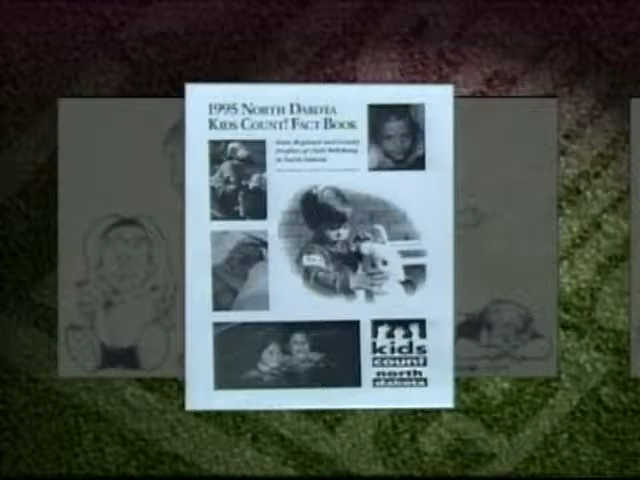 1995 NORTH DAKOTA
KIDS COUNT! FACT BOOK
State, Regional and County
Profiles of Child Well-Being
in North Dakota
kids
count
north
dakota